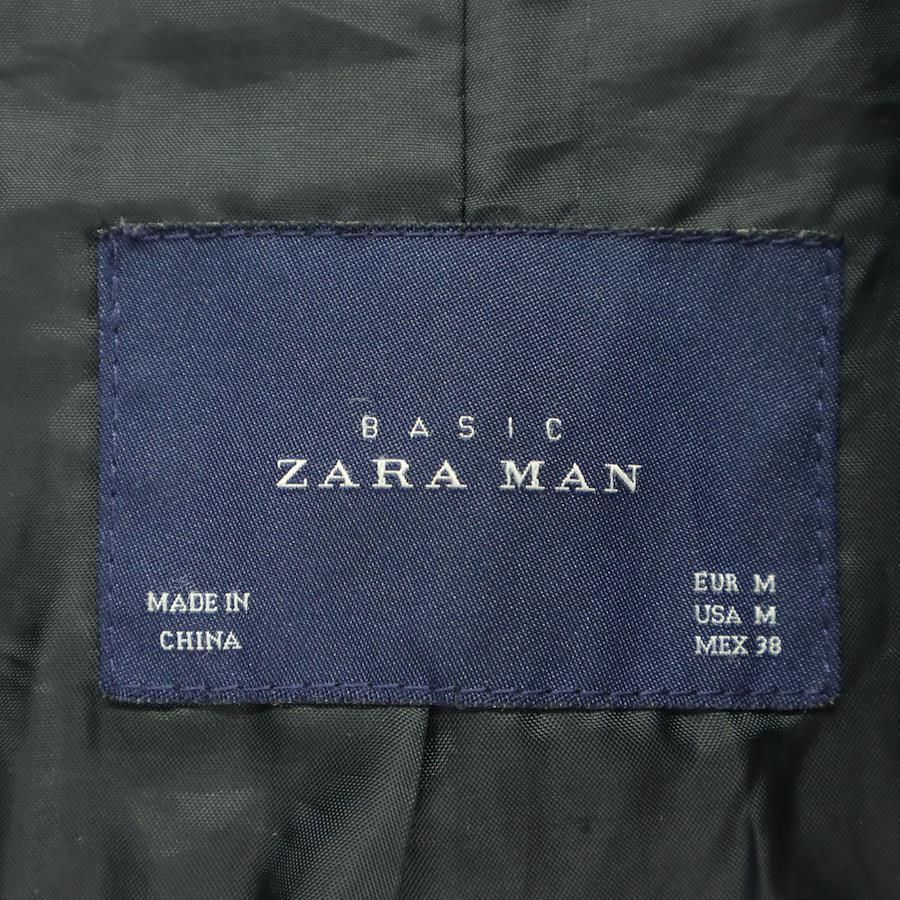 BASIC
ZARA MAN
MADE IN
CHINA
EUR M
USA M
MEX 38